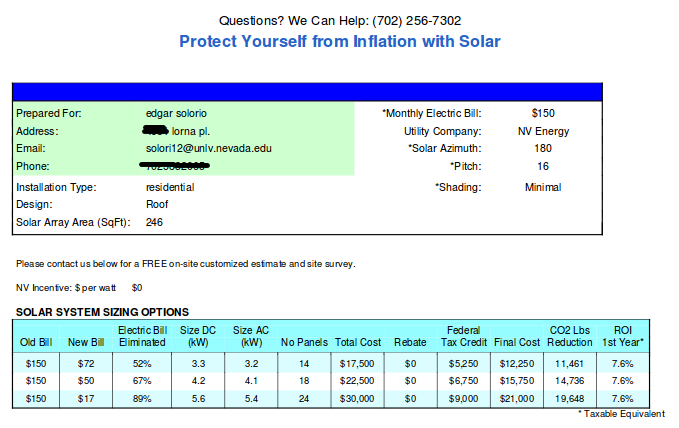 Questions? We Can Help: (702) 256-7302
Protect Yourself from Inflation with Solar
Prepared For: edgar solorio *Monthly Electric Bill: $150
Address: lorna pl. Utility Company: NV Energy
Email: solori12@unlv.nevada.edu *Solar Azimuth: 180
Phone: *Pitch: 16
Installation Type: residential *Shading: Minimal
Design: Roof
Solar Array Area (SqFt): 246
Please contact us below for a FREE on-site customized estimate and site survey.
NV Incentive: $ per watt $0
SOLAR SYSTEM SIZING OPTIONS
Electric Bill Size DC Size AC Federal CO2 Lbs ROI
Old Bill New Bill Eliminated (kW) (kW) No Panels Total Cost Rebate Tax Credit Final Cost Reduction 1st Year*
$150 $72 52% 3.3 3.2 14 $17,500 $0 $5,250 $12,250 11,461 7.6%
$150 $50 67% 4.2 4.1 18 $22,500 $0 $6,750 $15,750 14,736 7.6%
$150 $17 89% 5.6 5.4 24 $30,000 $0 $9,000 $21,000 19,648 7.6%
* Taxable Equivalent